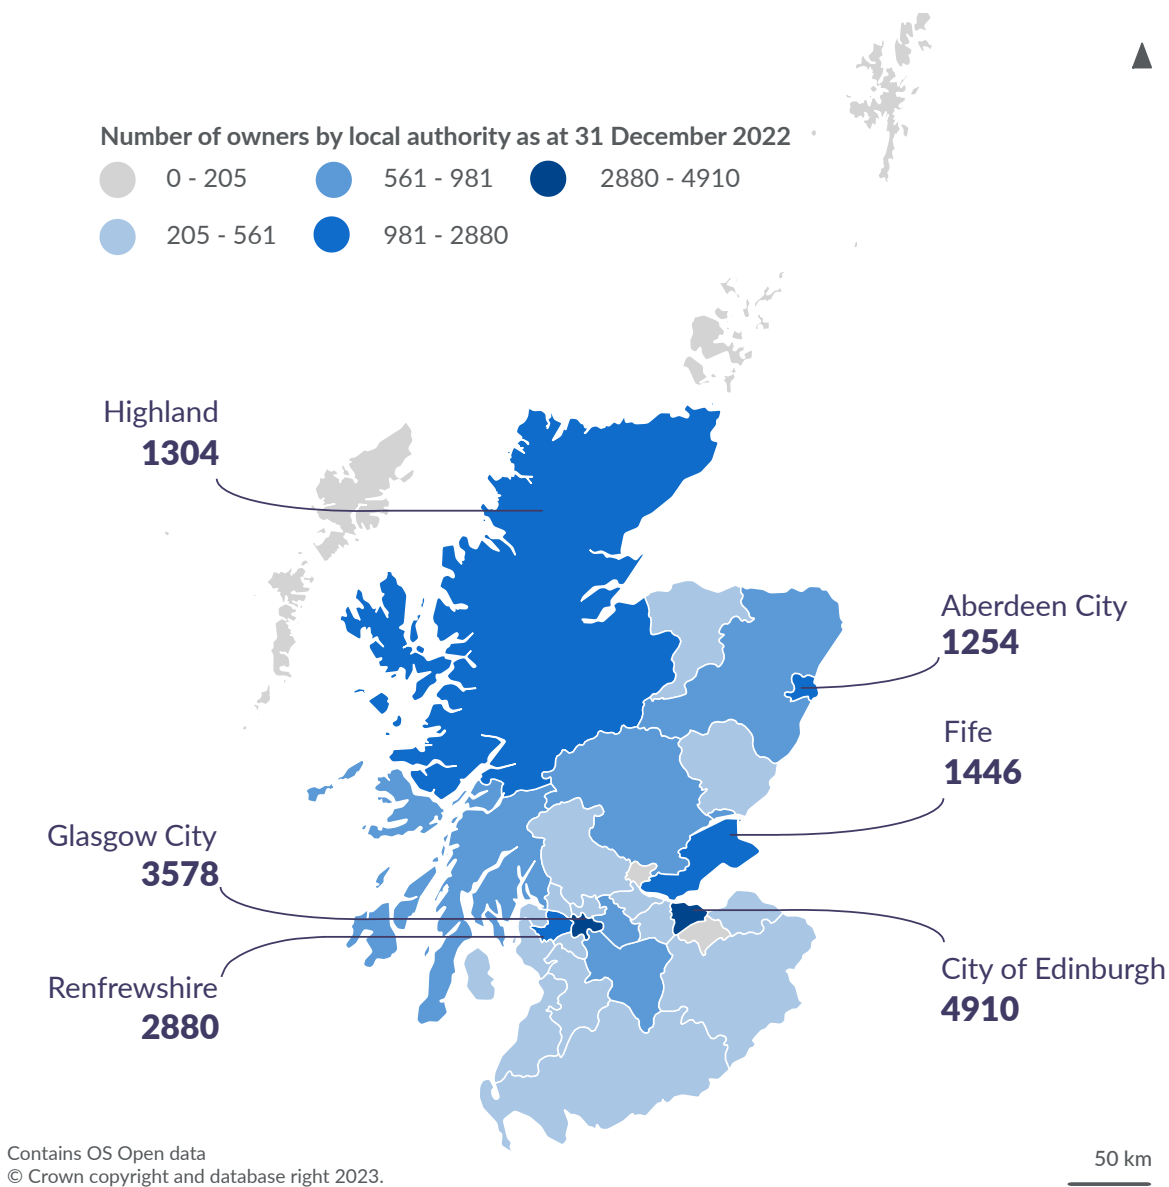 Number of owners by local authority as at 31 December 2022
0 - 205
561 - 981
2880 - 4910
205 - 561
981 - 2880
Highland
1304
Aberdeen City
1254
Fife
1446
Glasgow City
3578
Renfrewshire
2880
City of Edinburgh
4910
Contains OS Open data
© Crown copyright and database right 2023.
50 km